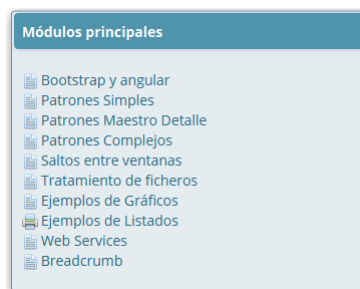 Módulos principales
Bootstrap y angular
Patrones Simples
Patrones Maestro Detalle
Patrones Complejos
Saltos entre ventanas
Tratamiento de ficheros
Ejemplos de Gráficos
Ejemplos de Listados
Web Services
Breadcrumb